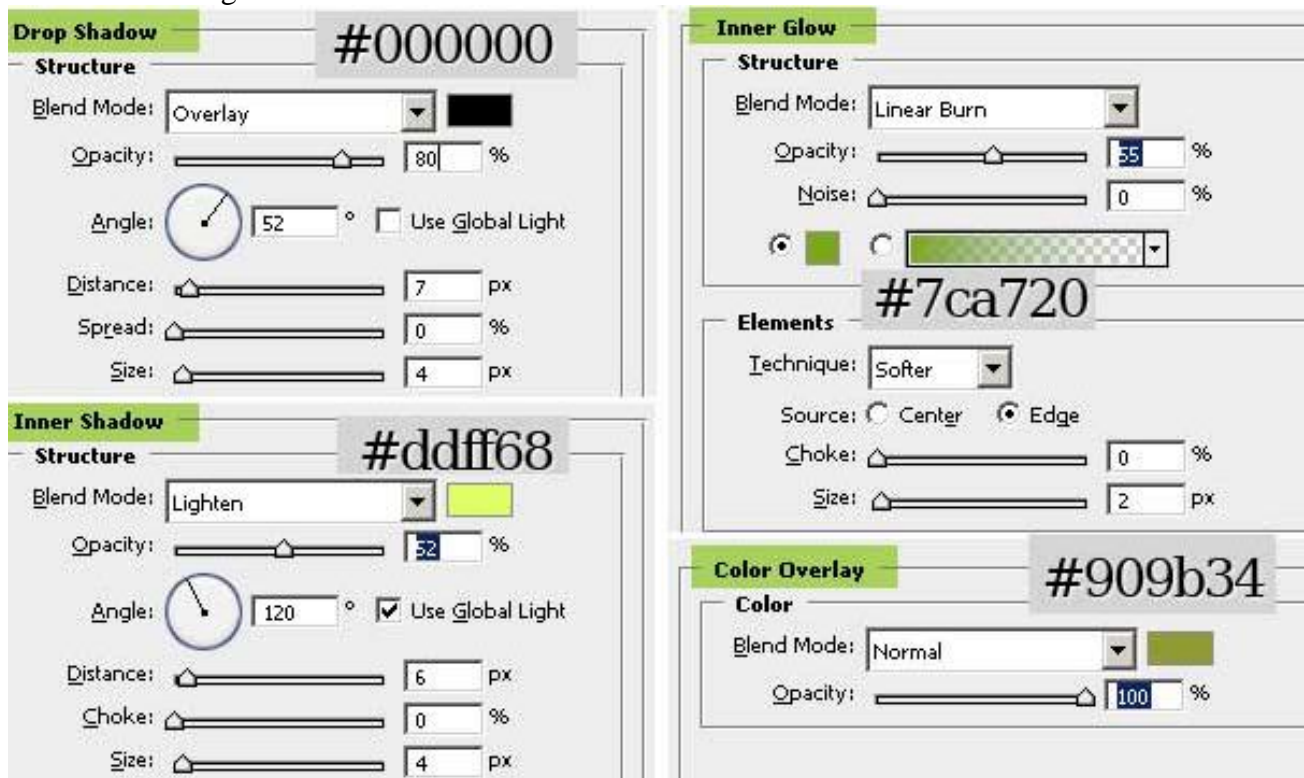 Drop Shadow
#000000
Structure
Blend Mode: Overlay
Opacity: 80 %
Angle: 52 ° Use Global Light
Distance: 7 px
Spread: 0 %
Size: 4 px
Inner Shadow
#ddff68
Structure
Blend Mode: Lighten
Opacity: 52 %
Angle: 120 ° Use Global Light
Distance: 6 px
Choke: 0 %
Size: 4 px
Inner Glow
Structure
Blend Mode: Linear Burn
Opacity: 55 %
Noise: 0 %
#7ca720
Elements
Technique: Softer
Source: Center Edge
Choke: 0 %
Size: 2 px
Color Overlay
#909b34
Color
Blend Mode: Normal
Opacity: 100 %